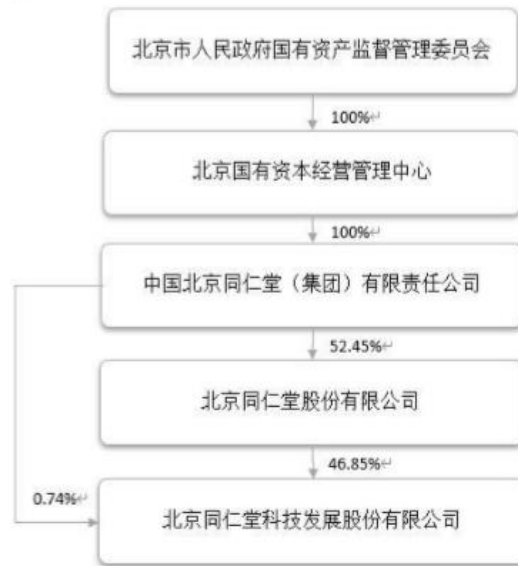 北京市人民政府国有资产监督管理委员会
100%↵
北京国有资本经营管理中心
100%↵
中国北京同仁堂（集团）有限责任公司
52.45%↵
北京同仁堂股份有限公司
46.85%↵
0.74%↵
北京同仁堂科技发展股份有限公司